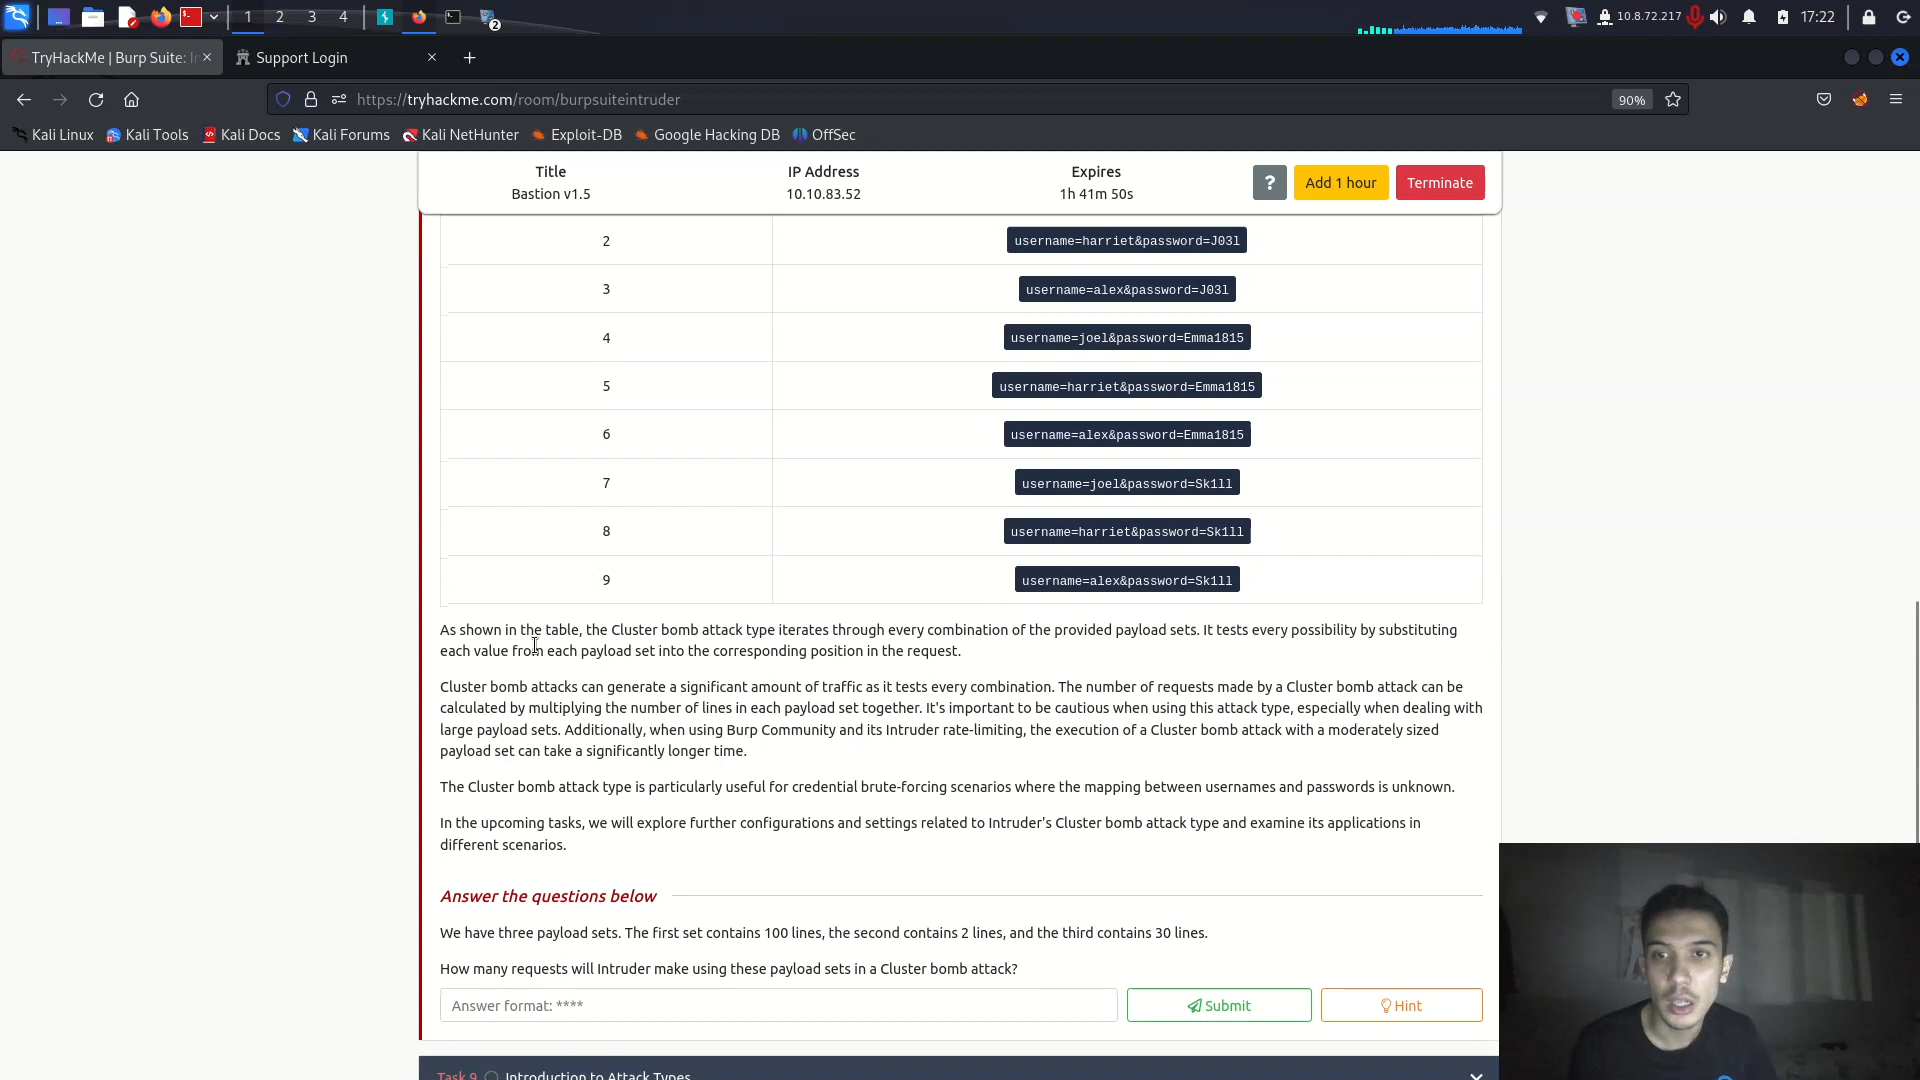 1 2 3 4 2 10.8.72.217 17:22
TryHackMe | Burp Suite: I Support Login
https://tryhackme.com/room/burpsuiteintruder 90%
Kali Linux Kali Tools Kali Docs Kali Forums Kali NetHunter Exploit-DB Google Hacking DB OffSec
Title IP Address Expires
Bastion v1.5 10.10.83.52 1h 41m 50s ? Add 1 hour Terminate
2 username=harriet&password=J03l
3 username=alex&password=J03l
4 username=joel&password=Emma1815
5 username=harriet&password=Emma1815
6 username=alex&password=Emma1815
7 username=joel&password=Sk1ll
8 username=harriet&password=Sk1ll
9 username=alex&password=Sk1ll
As shown in the table, the Cluster bomb attack type iterates through every combination of the provided payload sets. It tests every possibility by substituting
each value from each payload set into the corresponding position in the request.
Cluster bomb attacks can generate a significant amount of traffic as it tests every combination. The number of requests made by a Cluster bomb attack can be
calculated by multiplying the number of lines in each payload set together. It's important to be cautious when using this attack type, especially when dealing with
large payload sets. Additionally, when using Burp Community and its Intruder rate-limiting, the execution of a Cluster bomb attack with a moderately sized
payload set can take a significantly longer time.
The Cluster bomb attack type is particularly useful for credential brute-forcing scenarios where the mapping between usernames and passwords is unknown.
In the upcoming tasks, we will explore further configurations and settings related to Intruder's Cluster bomb attack type and examine its applications in
different scenarios.
Answer the questions below
We have three payload sets. The first set contains 100 lines, the second contains 2 lines, and the third contains 30 lines.
How many requests will Intruder make using these payload sets in a Cluster bomb attack?
Answer format: **** Submit Hint
Task 9 Introduction to Attack Types